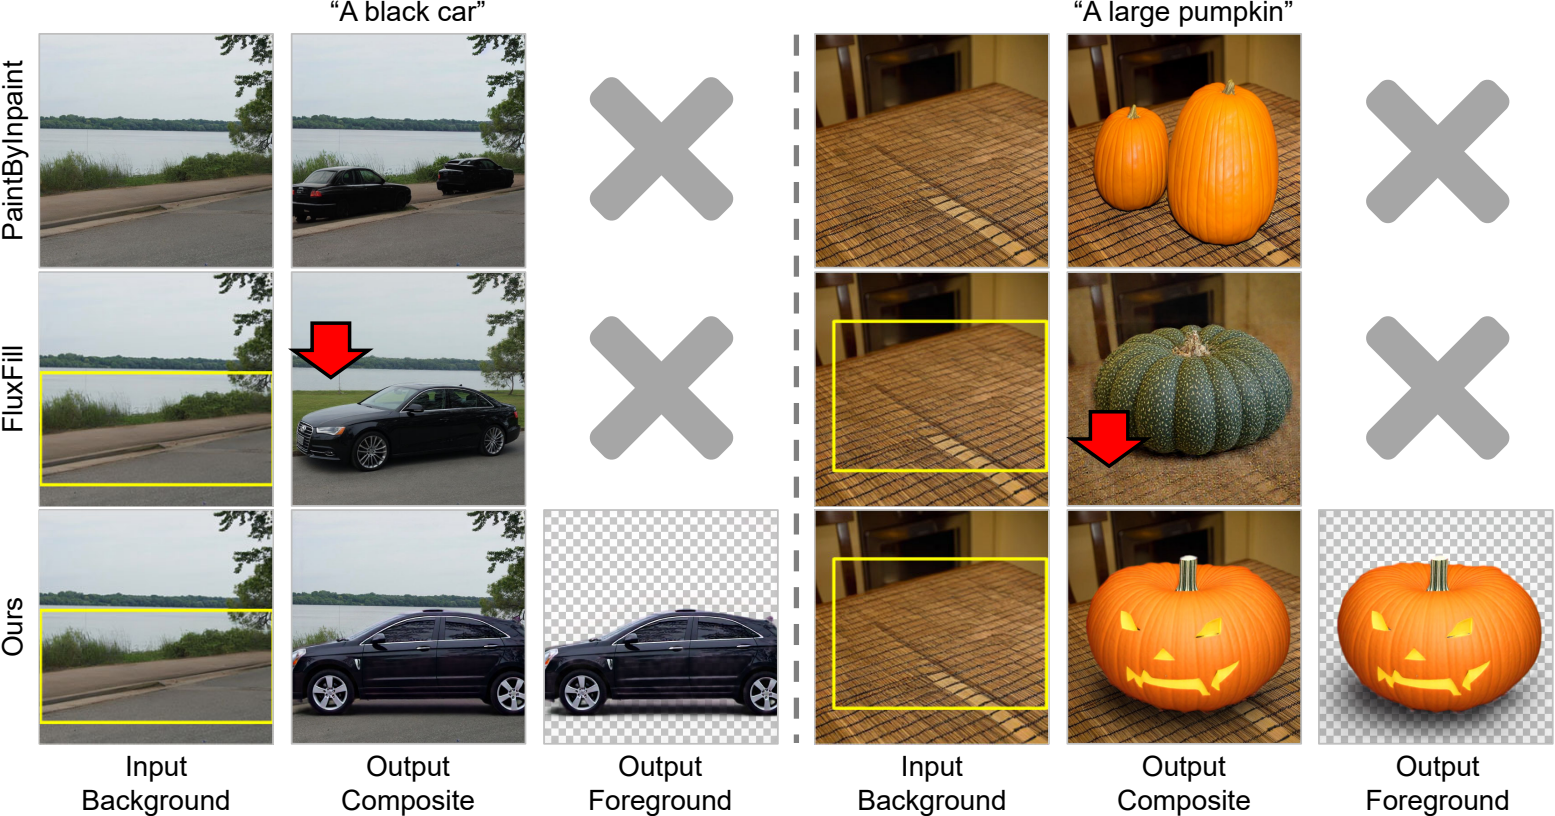 “A black car”
“A large pumpkin”
PaintByInpaint
FluxFill
Ours
Input
Background
Output
Composite
Output
Foreground
Input
Background
Output
Composite
Output
Foreground